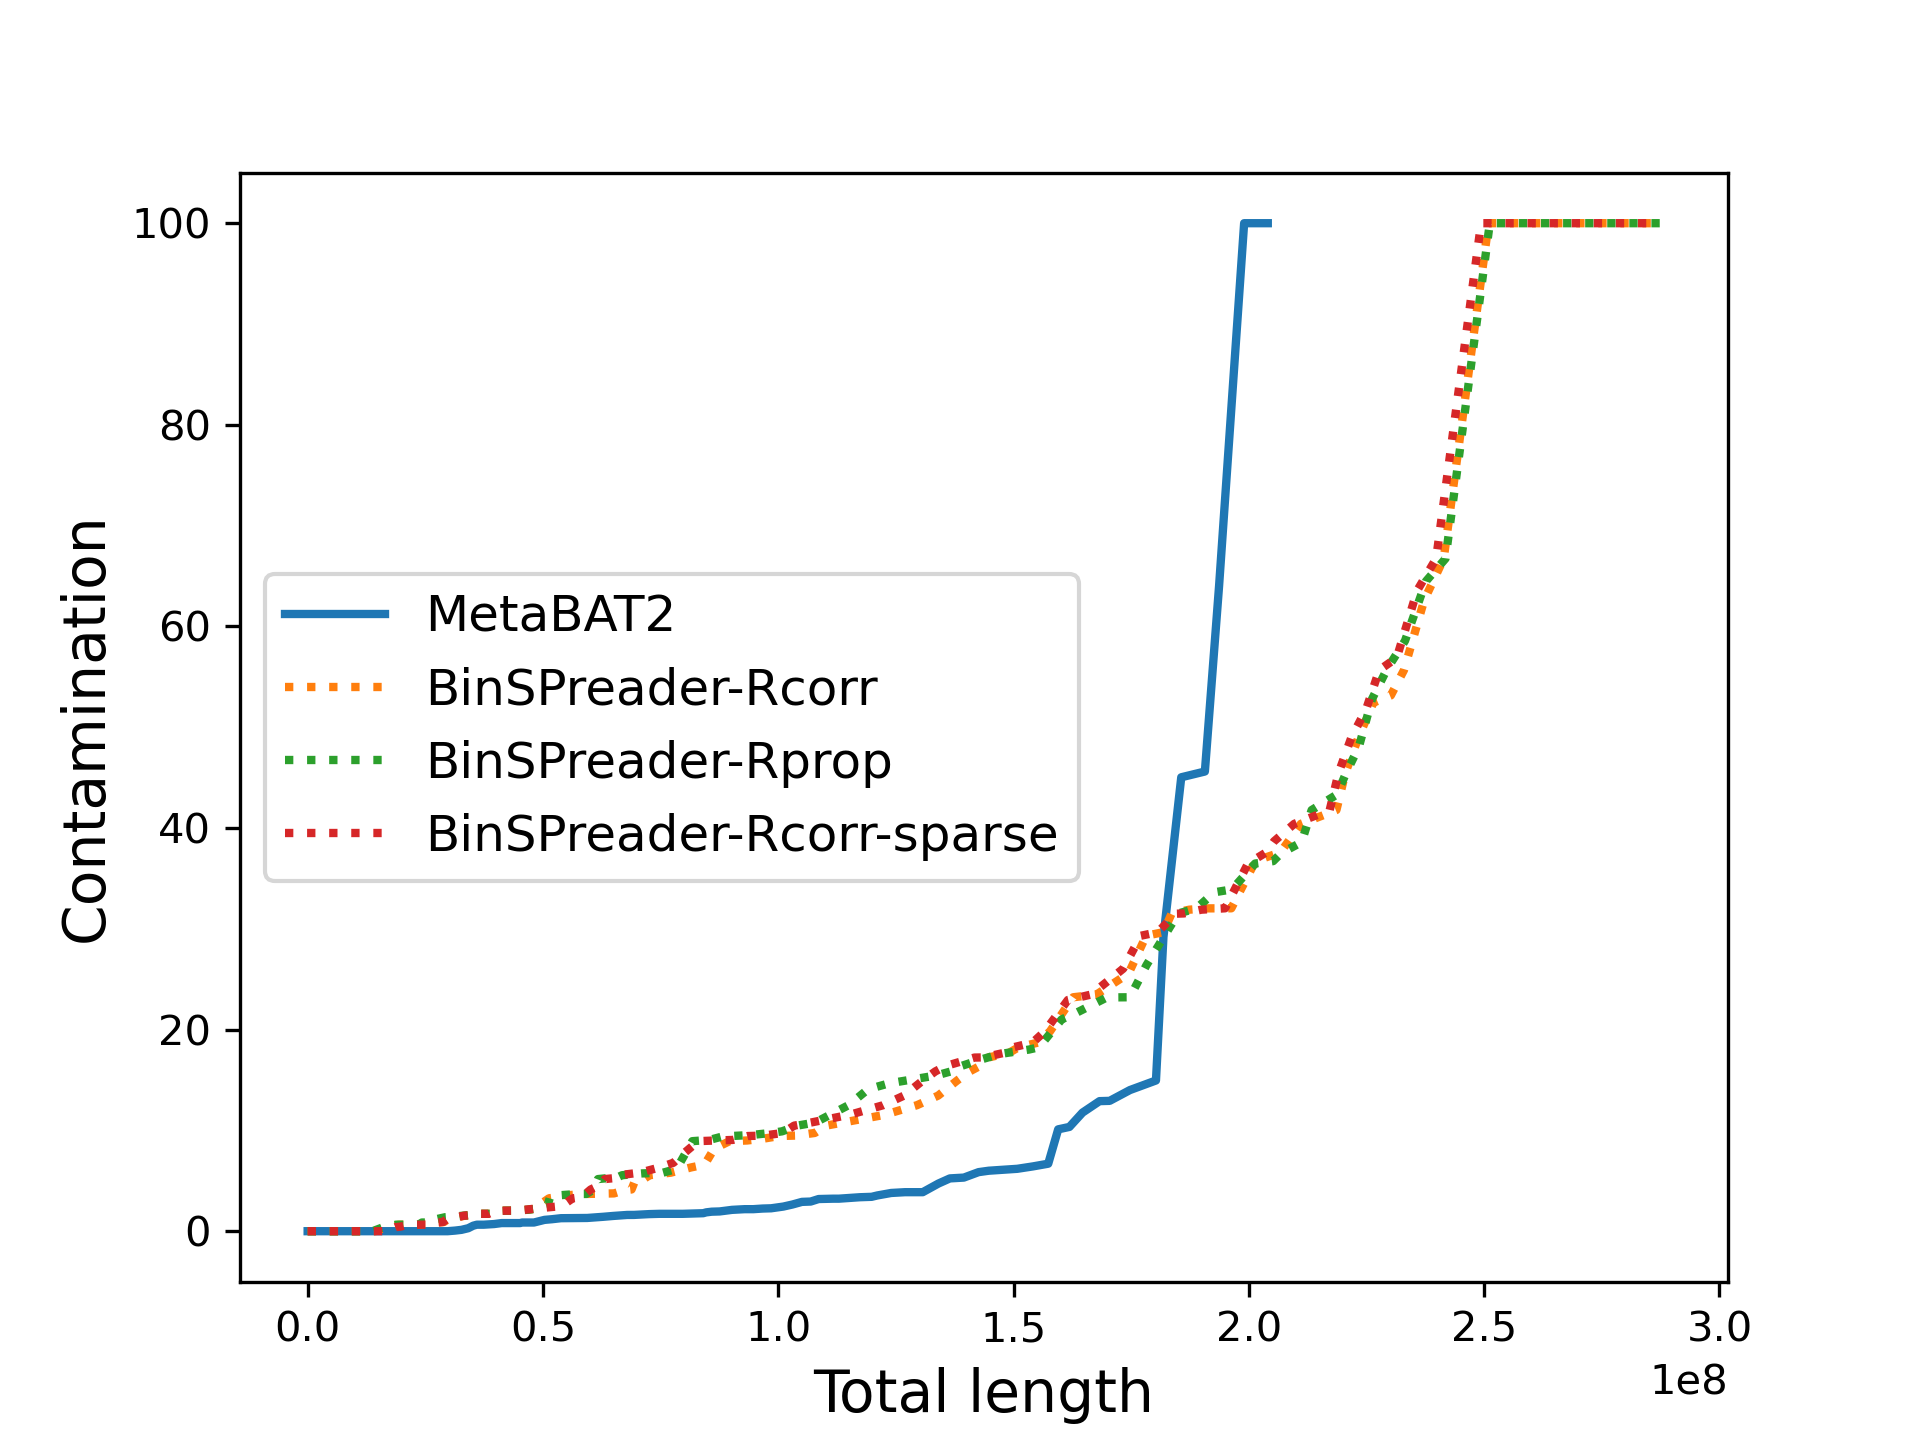 100
80
60
40
20
0
Contamination
MetaBAT2
BinSPreader-Rcorr
BinSPreader-Rprop
BinSPreader-Rcorr-sparse
0.0 0.5 1.0 1.5 2.0 2.5 3.0
1e8
Total length